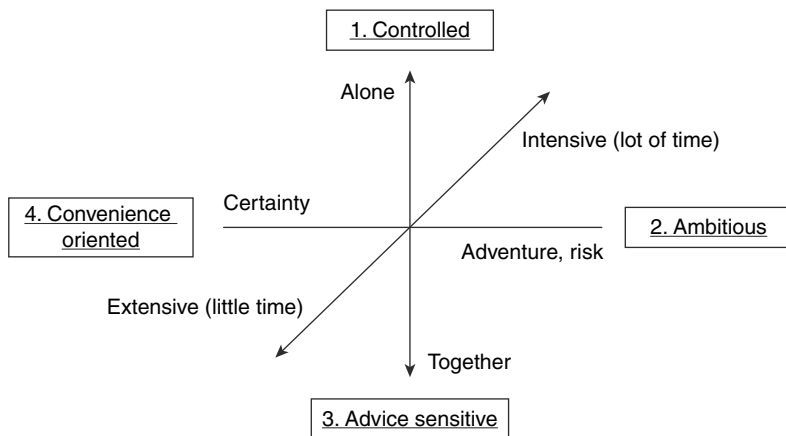 1. Controlled
Alone
Intensive (lot of time)
4. Convenience
oriented
Certainty
2. Ambitious
Adventure, risk
Extensive (little time)
Together
3. Advice sensitive